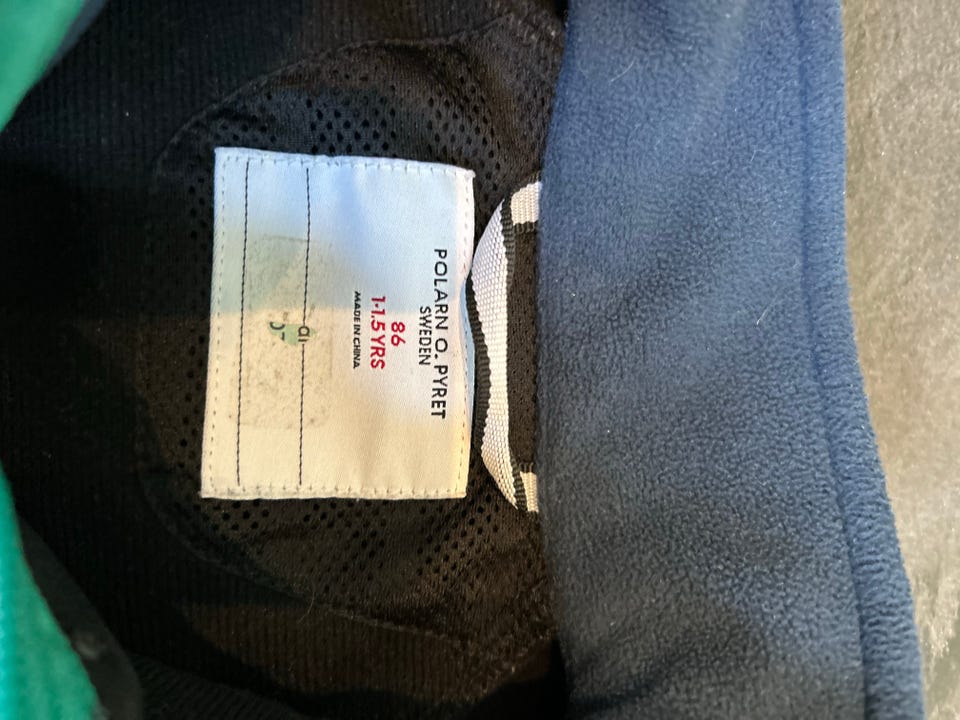 POLARN O. PYRET
SWEDEN
86
1-1,5 YRS
MADE IN CHINA